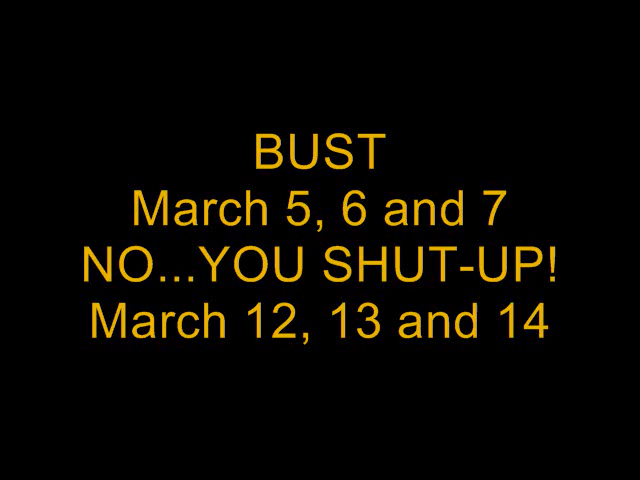 BUST
March 5, 6 and 7
NO...YOU SHUT-UP!
March 12, 13 and 14